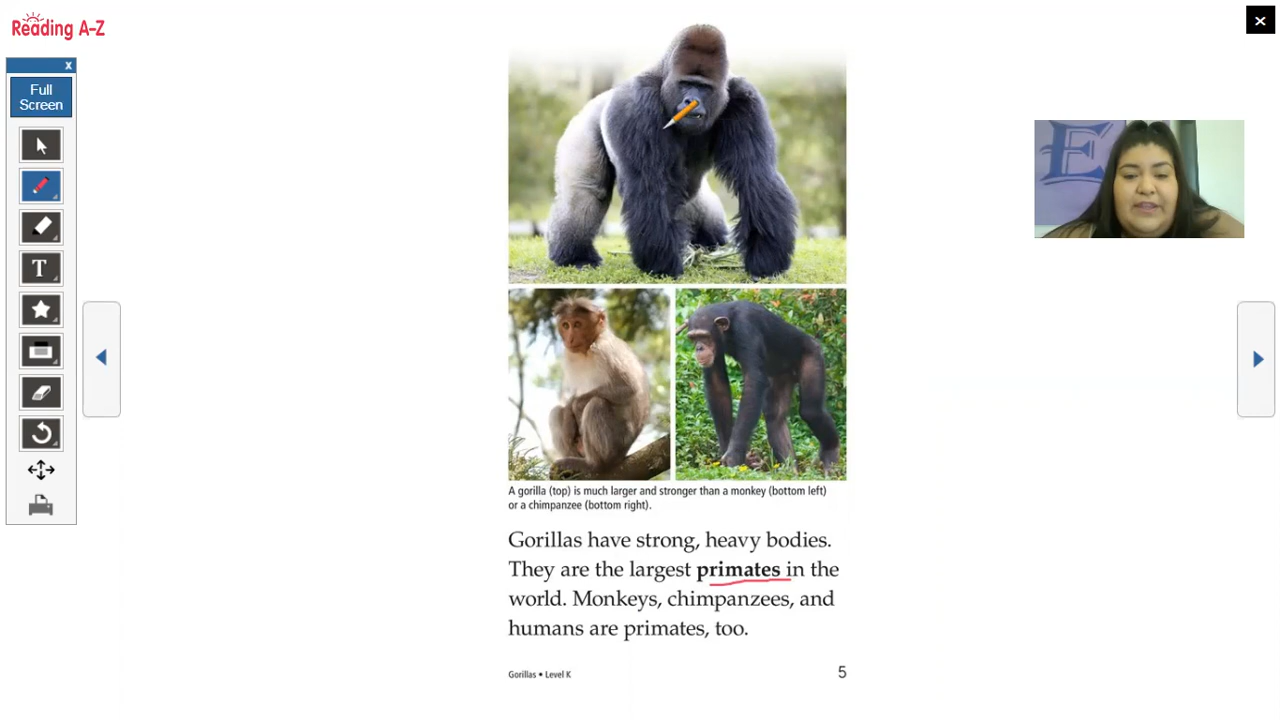 Reading A-Z
x
Full
Screen
T
E
A gorilla (top) is much larger and stronger than a monkey (bottom left)
or a chimpanzee (bottom right).
Gorillas have strong, heavy bodies.
They are the largest primates in the
world. Monkeys, chimpanzees, and
humans are primates, too.
Gorillas • Level K
5